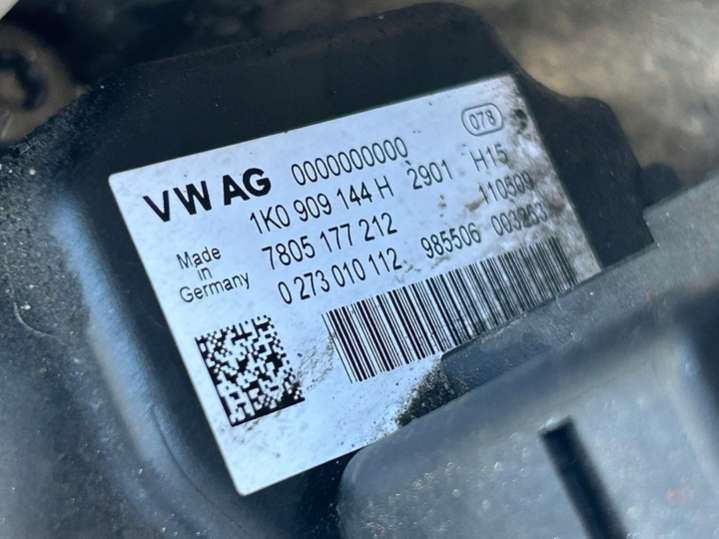 078
VW AG 0000000000
1K0 909 144 H 2901 H15
7805 177 212 110509
Made in Germany
0 273 010 112 985506 003253